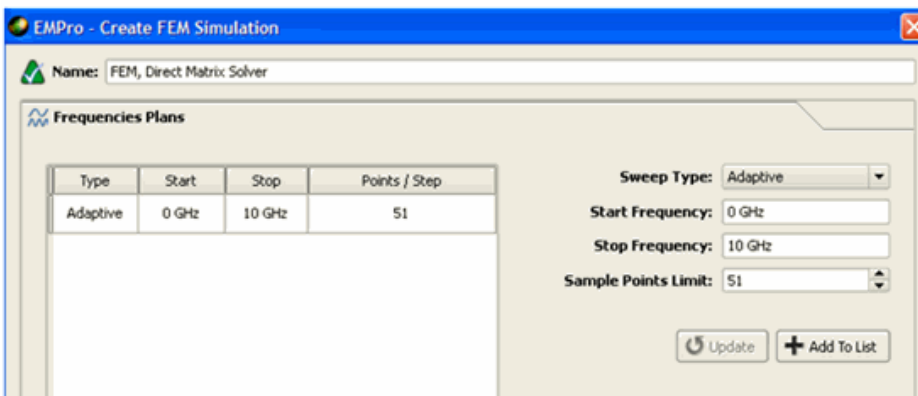 EMPro - Create FEM Simulation
Name: FEM, Direct Matrix Solver
Frequencies Plans
Type Start Stop Points / Step
Adaptive 0 GHz 10 GHz 51
Sweep Type: Adaptive
Start Frequency: 0 GHz
Stop Frequency: 10 GHz
Sample Points Limit: 51
Update Add To List